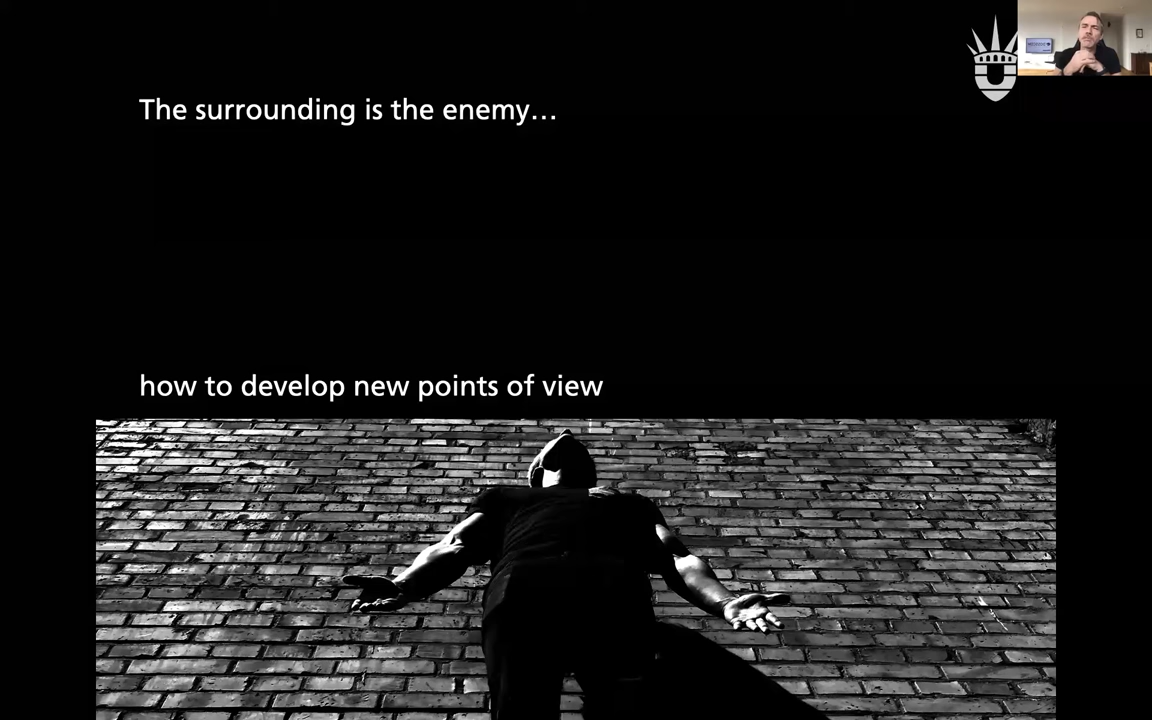 The surrounding is the enemy…
how to develop new points of view